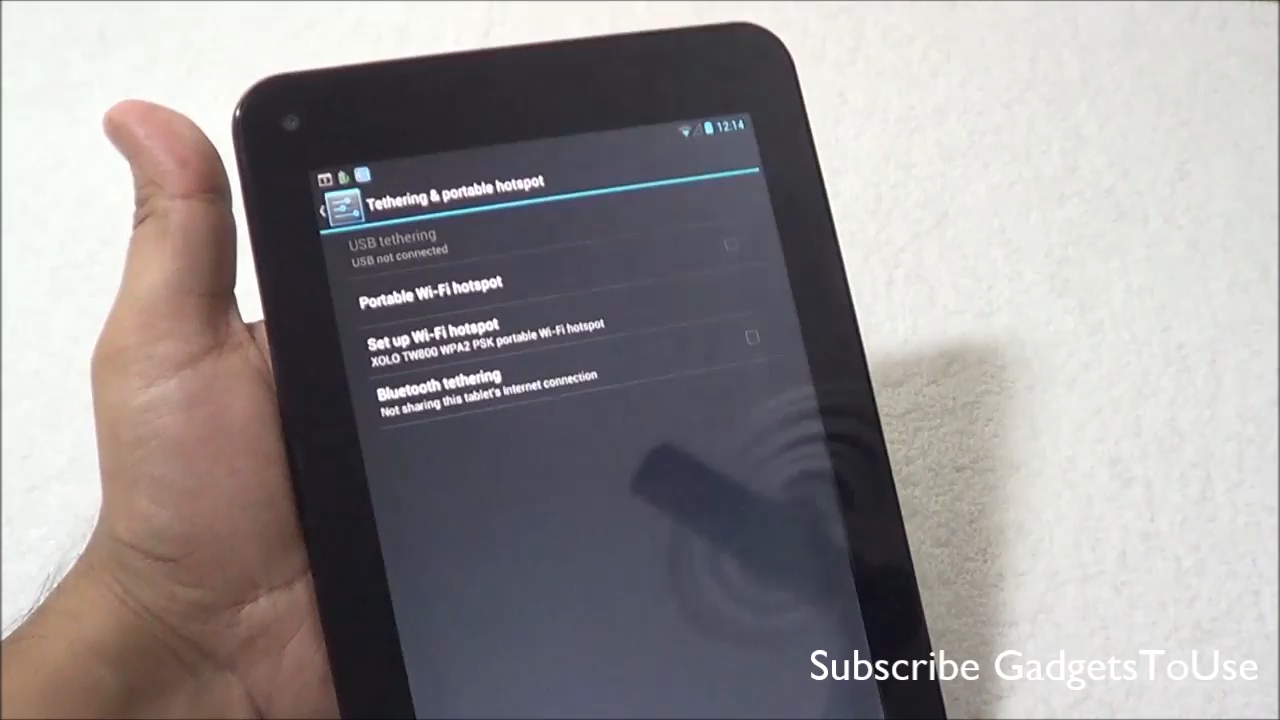 12:14
Tethering & portable hotspot
USB tethering
USB not connected
Portable Wi-Fi hotspot
Set up Wi-Fi hotspot
XOLO TW800 WPA2 PSK portable Wi-Fi hotspot
Bluetooth tethering
Not sharing this tablet's Internet connection
Subscribe GadgetsToUse